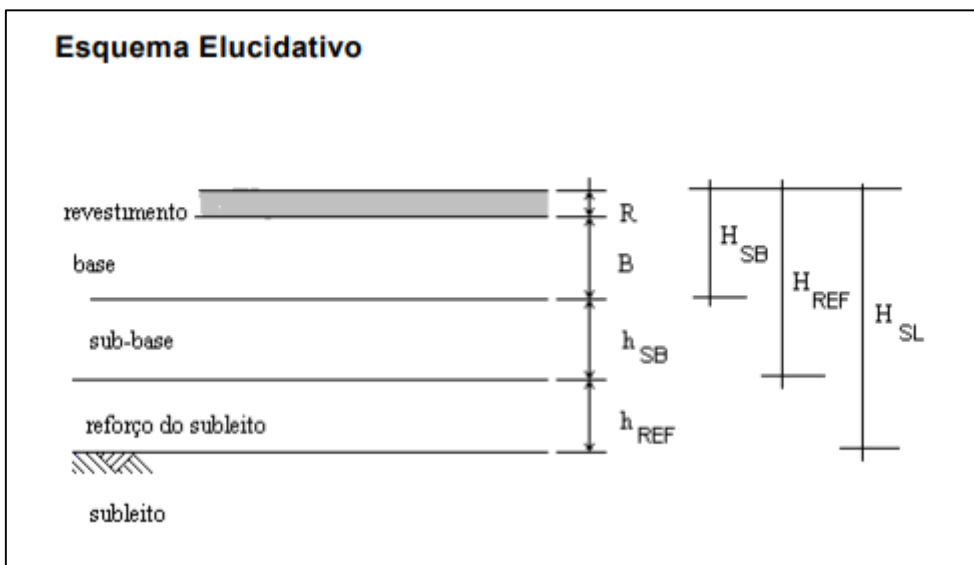 Esquema Elucidativo
revestimento
R
base
B
sub-base
h SB
reforço do subleito
h REF
subleito
H SB
H REF
H SL